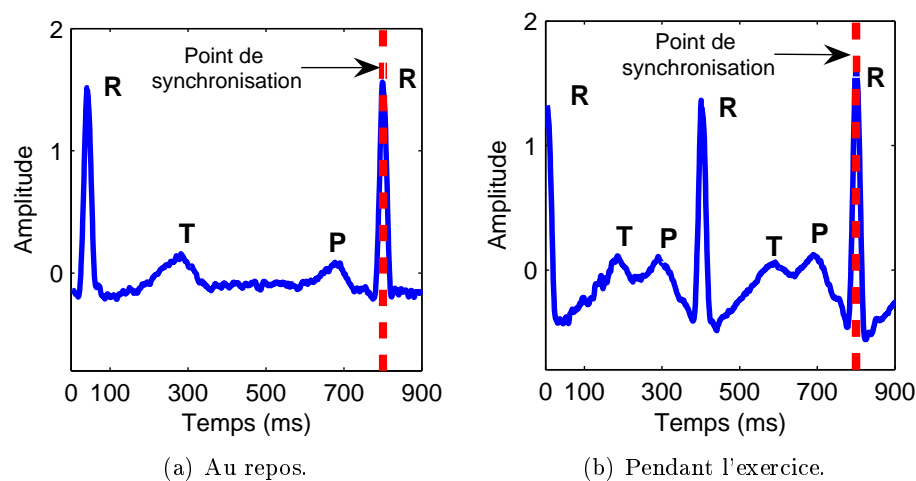 2
Point de
synchronisation
R
R
1
Amplitude
T
P
0
0 100 300 500 700 900
Temps (ms)
(a) Au repos.
2
Point de
synchronisation
R
R
R
1
Amplitude
T
P
T
P
0
0 100 300 500 700 900
Temps (ms)
(b) Pendant l'exercice.